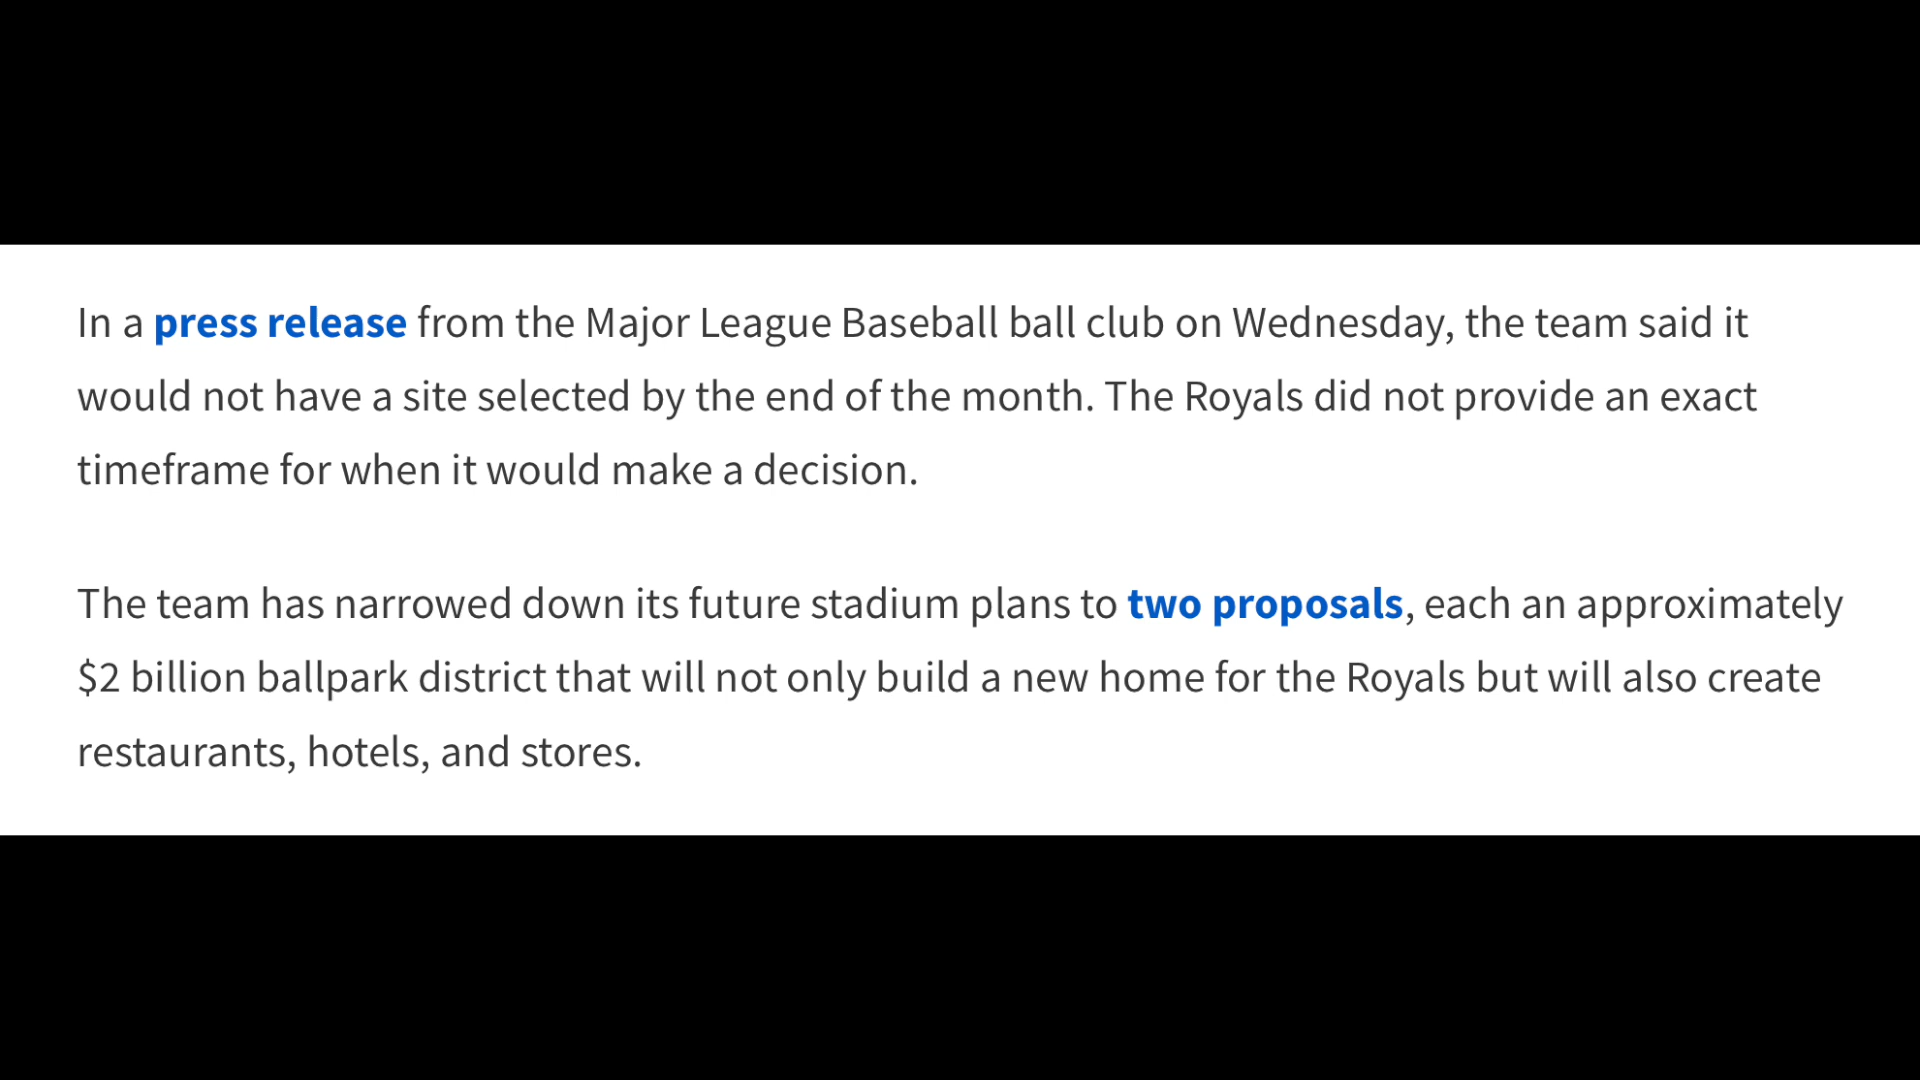 In a press release from the Major League Baseball ball club on Wednesday, the team said it
would not have a site selected by the end of the month. The Royals did not provide an exact
timeframe for when it would make a decision.
The team has narrowed down its future stadium plans to two proposals, each an approximately
$2 billion ballpark district that will not only build a new home for the Royals but will also create
restaurants, hotels, and stores.